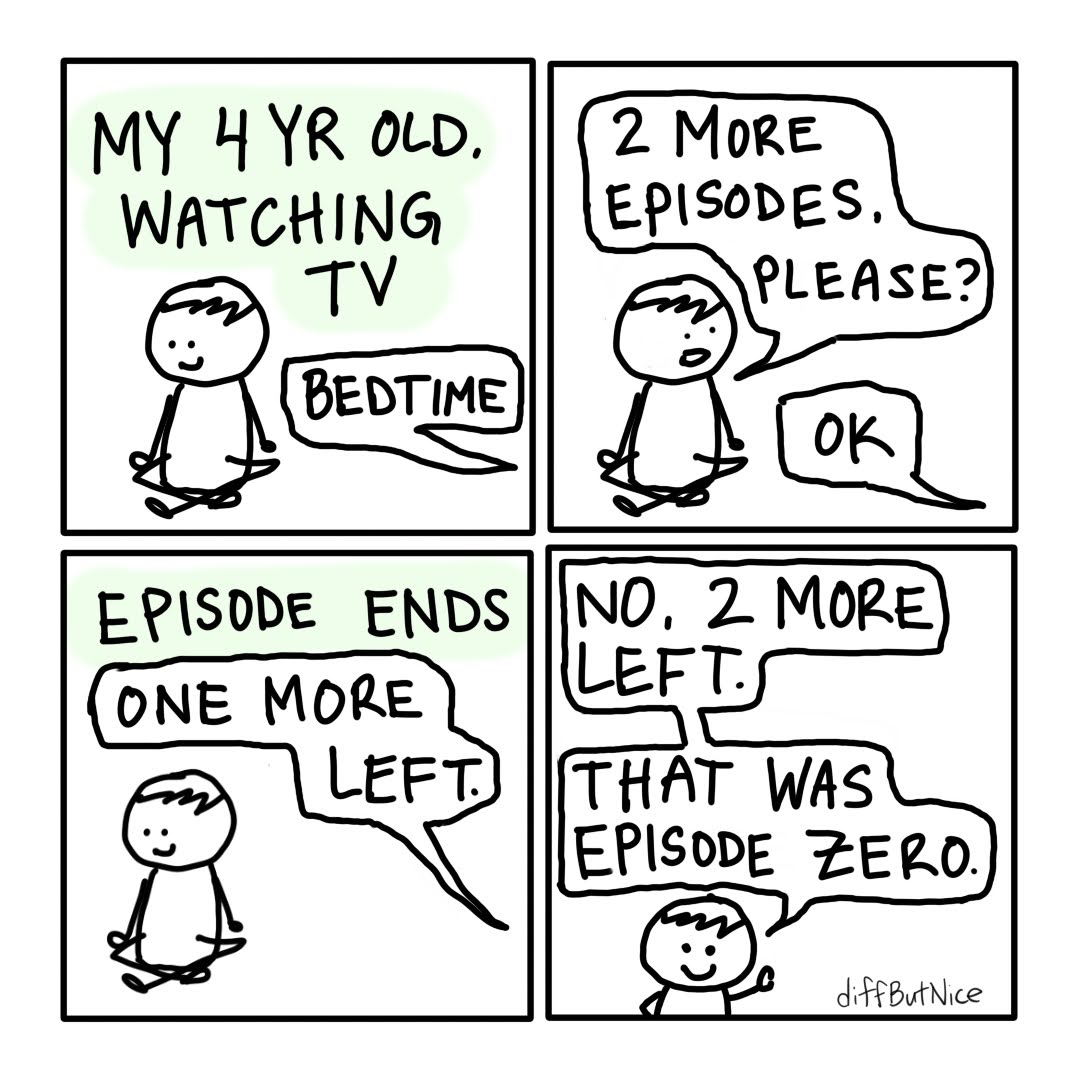 MY 4 YR OLD.
WATCHING
TV
BEDTIME
2 MORE
EPISODES.
PLEASE?
OK
EPISODE ENDS
ONE MORE
LEFT.
NO. 2 MORE
LEFT.
THAT WAS
EPISODE ZERO.
diffButNice